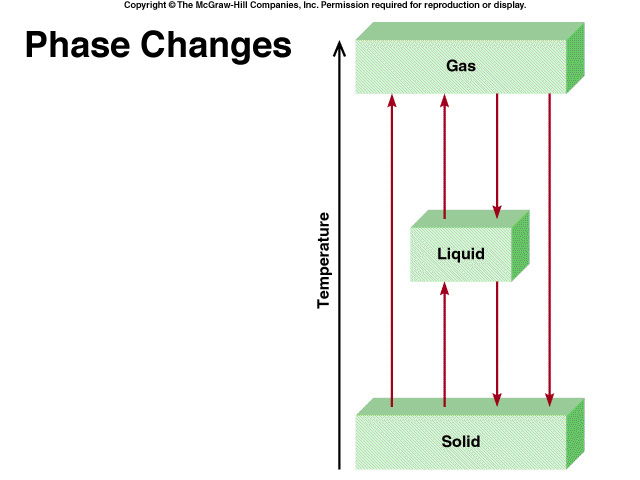 Copyright © The McGraw-Hill Companies, Inc. Permission required for reproduction or display.
Phase Changes
Gas
Temperature
Liquid
Solid